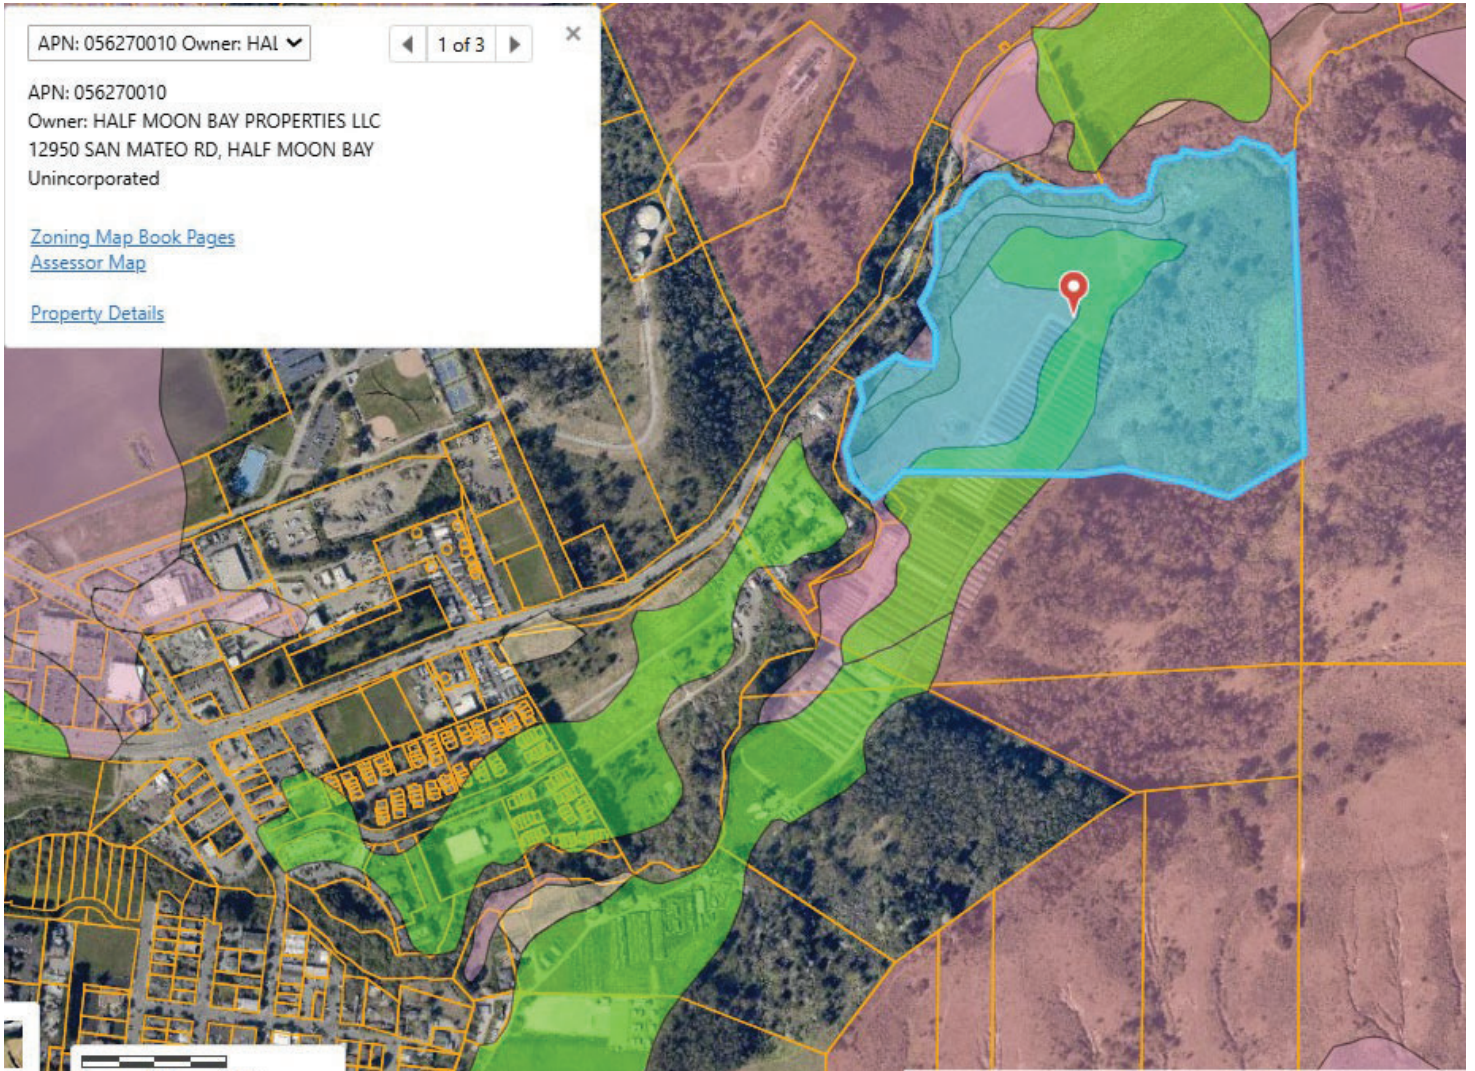 APN: 056270010 Owner: HAL
1 of 3
APN: 056270010
Owner: HALF MOON BAY PROPERTIES LLC
12950 SAN MATEO RD, HALF MOON BAY
Unincorporated
Zoning Map Book Pages
Assessor Map
Property Details